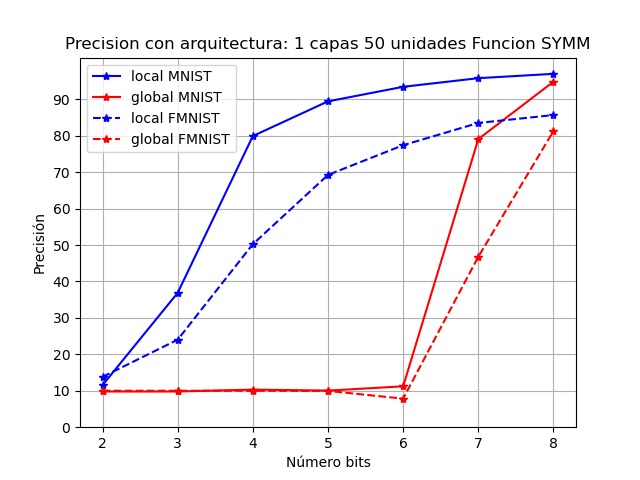 Precision con arquitectura: 1 capas 50 unidades Funcion SYMM
local MNIST
global MNIST
local FMNIST
global FMNIST
Precisión
90
80
70
60
50
40
30
20
10
0
2 3 4 5 6 7 8
Número bits